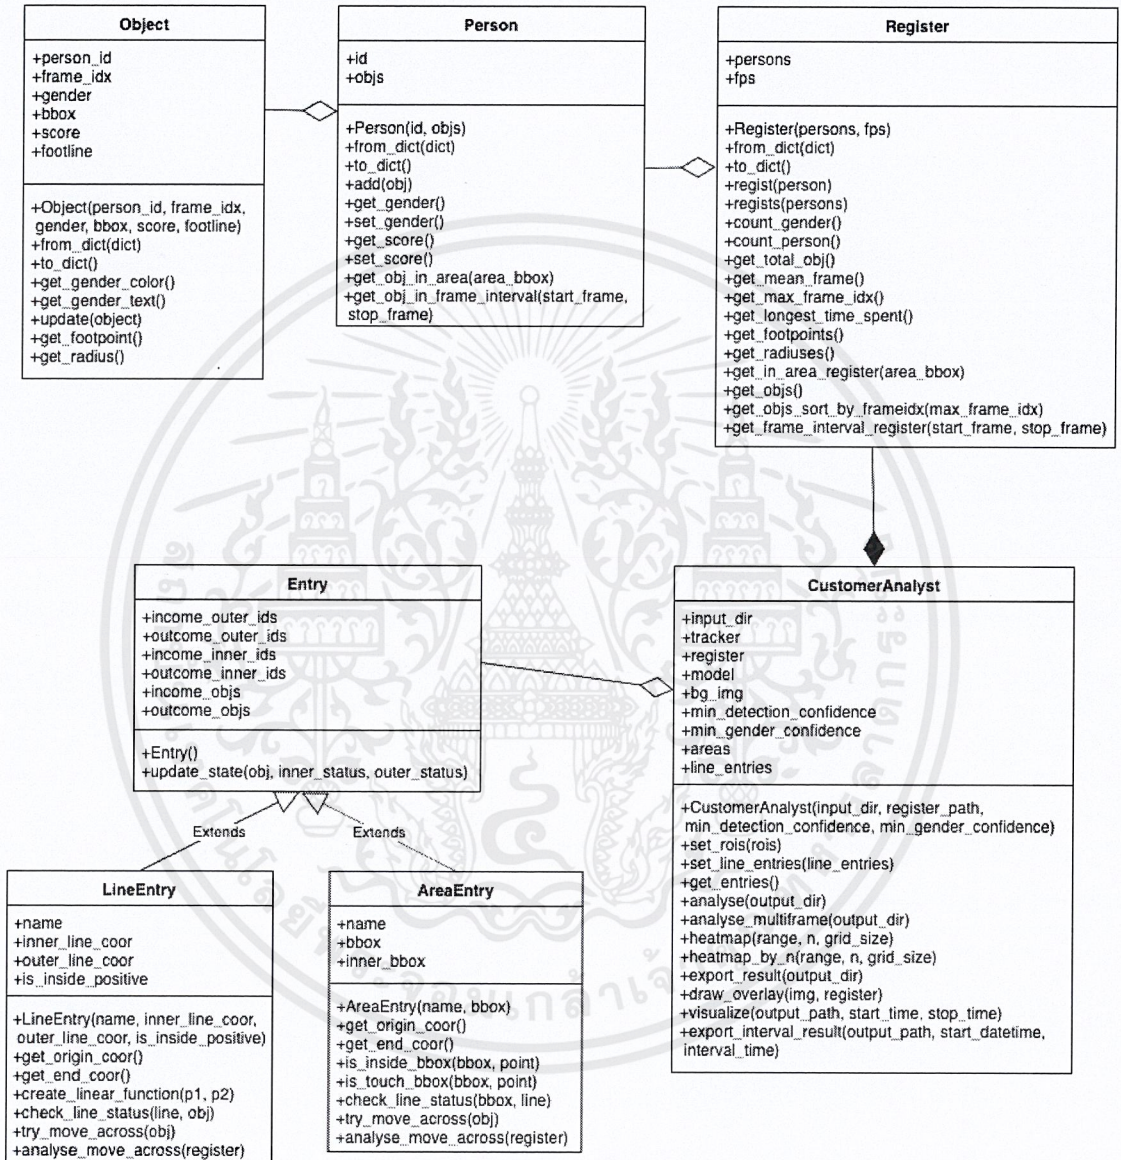 Object
+person_id
+frame_idx
+gender
+bbox
+score
+footline
+Object(person_id, frame_idx,
gender, bbox, score, footline)
+from_dict(dict)
+to_dict()
+get_gender_color()
+get_gender_text()
+update(object)
+get_footpoint()
+get_radius()
Person
+id
+objs
+Person(id, objs)
+from_dict(dict)
+to_dict()
+add(obj)
+get_gender()
+set_gender()
+get_score()
+set_score()
+get_obj_in_area(area_bbox)
+get_obj_in_frame_interval(start_frame,
stop_frame)
Register
+persons
+fps
+Register(persons, fps)
+from_dict(dict)
+to_dict()
+regist(person)
+regists(persons)
+count_gender()
+count_person()
+get_total_obj()
+get_mean_frame()
+get_max_frame_idx()
+get_longest_time_spent()
+get_footpoints()
+get_radiuses()
+get_in_area_register(area_bbox)
+get_objs()
+get_objs_sort_by_frameidx(max_frame_idx)
+get_frame_interval_register(start_frame, stop_frame)
Entry
+income_outer_ids
+outcome_outer_ids
+income_inner_ids
+outcome_inner_ids
+income_objs
+outcome_objs
+Entry()
+update_state(obj, inner_status, outer_status)
CustomerAnalyst
+input_dir
+tracker
+register
+model
+bg_img
+min_detection_confidence
+min_gender_confidence
+areas
+line_entries
+CustomerAnalyst(input_dir, register_path,
min_detection_confidence, min_gender_confidence)
+set_rois(rois)
+set_line_entries(line_entries)
+get_entries()
+analyse(output_dir)
+analyse_multiframe(output_dir)
+heatmap(range, n, grid_size)
+heatmap_by_n(range, n, grid_size)
+export_result(output_dir)
+draw_overlay(img, register)
+visualize(output_path, start_time, stop_time)
+export_interval_result(output_path, start_datetime,
interval_time)
Extends
Extends
LineEntry
+name
+inner_line_coor
+outer_line_coor
+is_inside_positive
+LineEntry(name, inner_line_coor,
outer_line_coor, is_inside_positive)
+get_origin_coor()
+get_end_coor()
+create_linear_function(p1, p2)
+check_line_status(line, obj)
+try_move_across(obj)
+analyse_move_across(register)
AreaEntry
+name
+bbox
+inner_bbox
+AreaEntry(name, bbox)
+get_origin_coor()
+get_end_coor()
+is_inside_bbox(bbox, point)
+is_touch_bbox(bbox, point)
+check_line_status(bbox, line)
+try_move_across(obj)
+analyse_move_across(register)